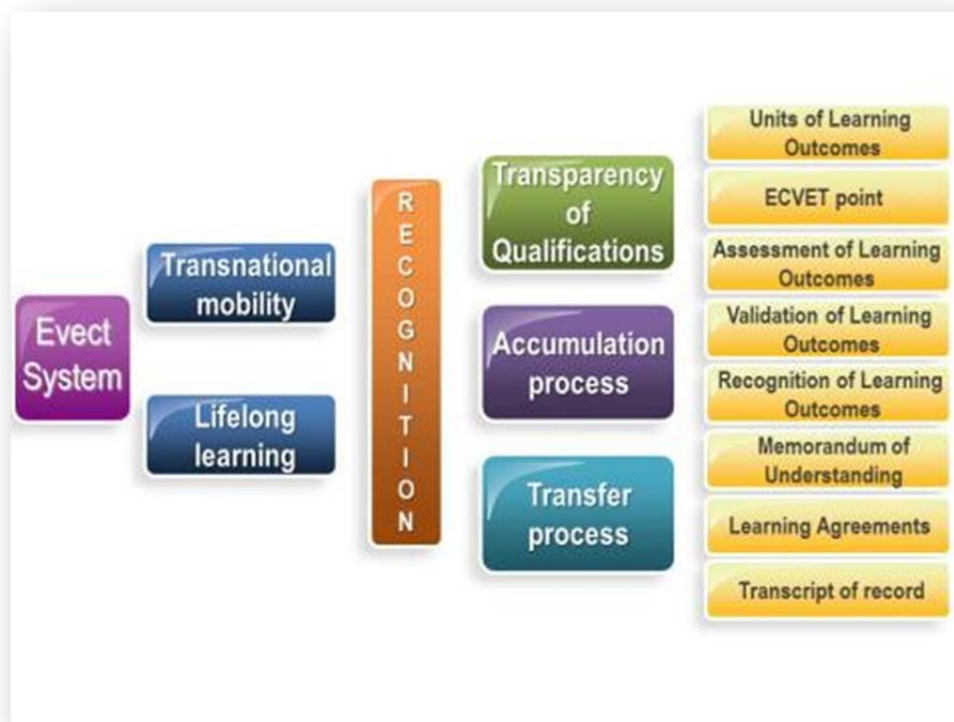 Evect
System
Transnational
mobility
Lifelong
learning
RECOGNITION
Transparency
of
Qualifications
Accumulation
process
Transfer
process
Units of Learning
Outcomes
ECVET point
Assessment of Learning
Outcomes
Validation of Learning
Outcomes
Recognition of Learning
Outcomes
Memorandum of
Understanding
Learning Agreements
Transcript of record